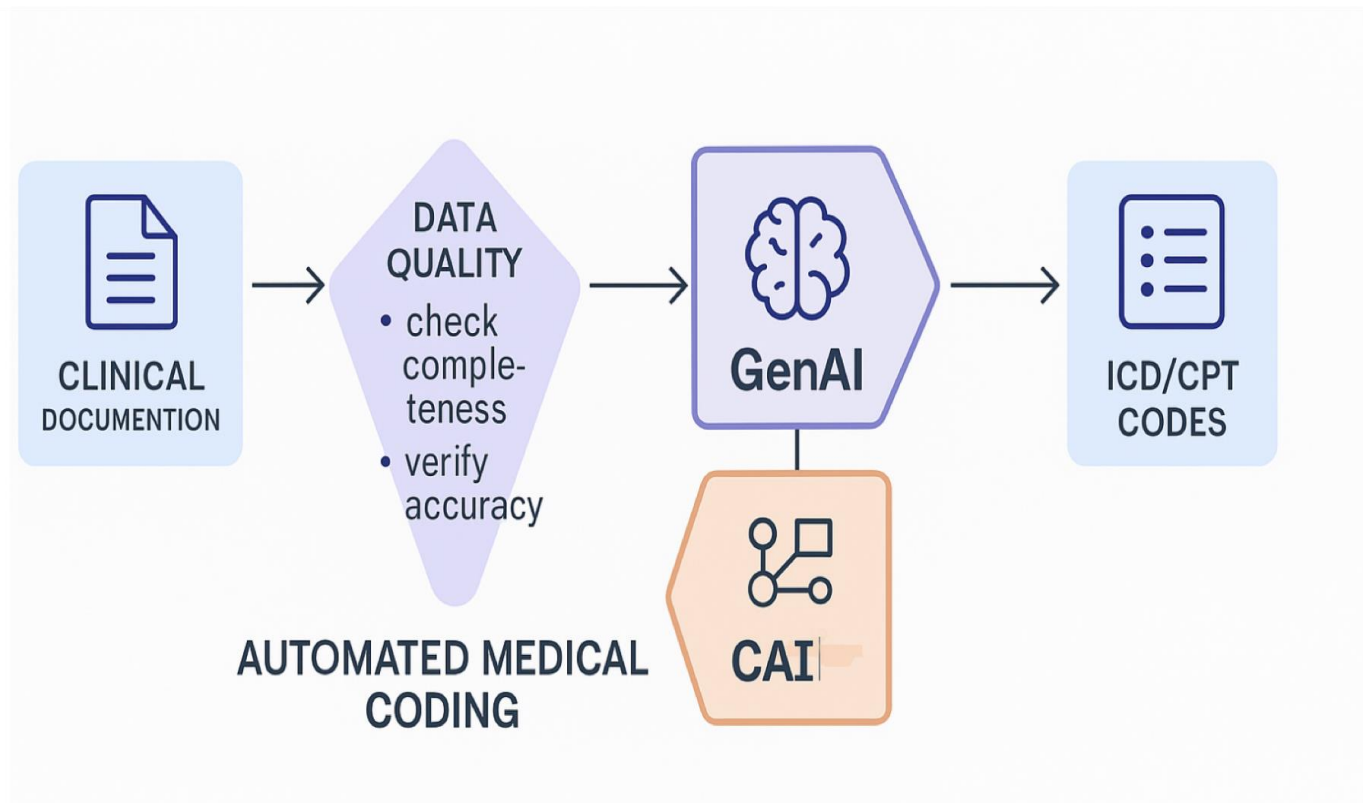 CLINICAL
DOCUMENTION
DATA
QUALITY
• check
comple-
teness
• verify
accuracy
GenAI
CAI
ICD/CPT
CODES
AUTOMATED MEDICAL
CODING